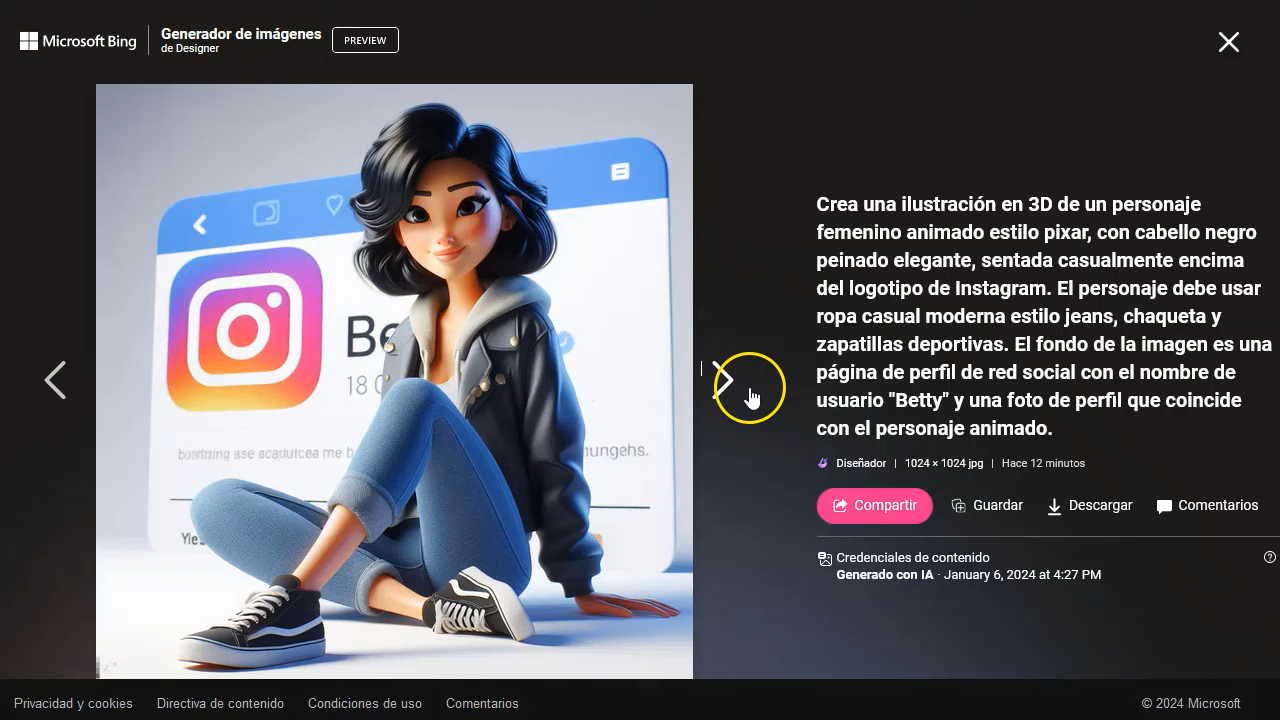 Microsoft Bing
Generador de imágenes
de Designer
PREVIEW
Be
18
Crea una ilustración en 3D de un personaje
femenino animado estilo pixar, con cabello negro
peinado elegante, sentada casualmente encima
del logotipo de Instagram. El personaje debe usar
ropa casual moderna estilo jeans, chaqueta y
zapatillas deportivas. El fondo de la imagen es una
página de perfil de red social con el nombre de
usuario "Betty" y una foto de perfil que coincide
con el personaje animado.
Diseñador | 1024 × 1024 jpg | Hace 12 minutos
Compartir Guardar Descargar Comentarios
Credenciales de contenido
Generado con IA · January 6, 2024 at 4:27 PM
Privacidad y cookies Directiva de contenido Condiciones de uso Comentarios © 2024 Microsoft